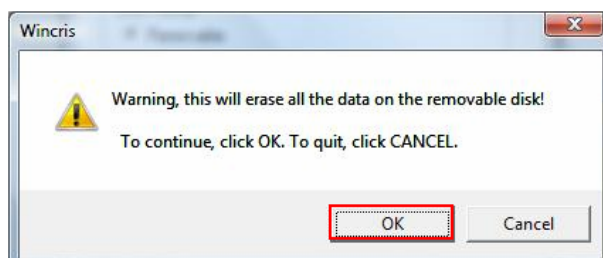 Wincris
Warning, this will erase all the data on the removable disk!
To continue, click OK. To quit, click CANCEL.
OK
Cancel